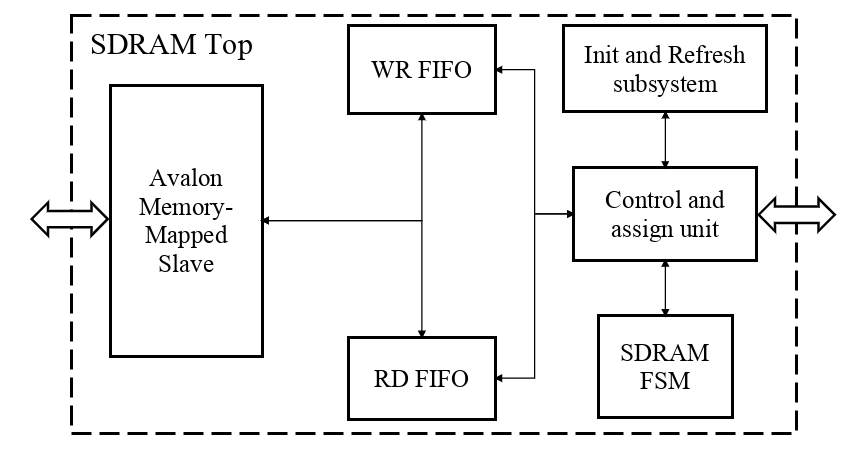 SDRAM Top
WR FIFO
Init and Refresh
subsystem
Avalon
Memory-
Mapped
Slave
Control and
assign unit
RD FIFO
SDRAM
FSM